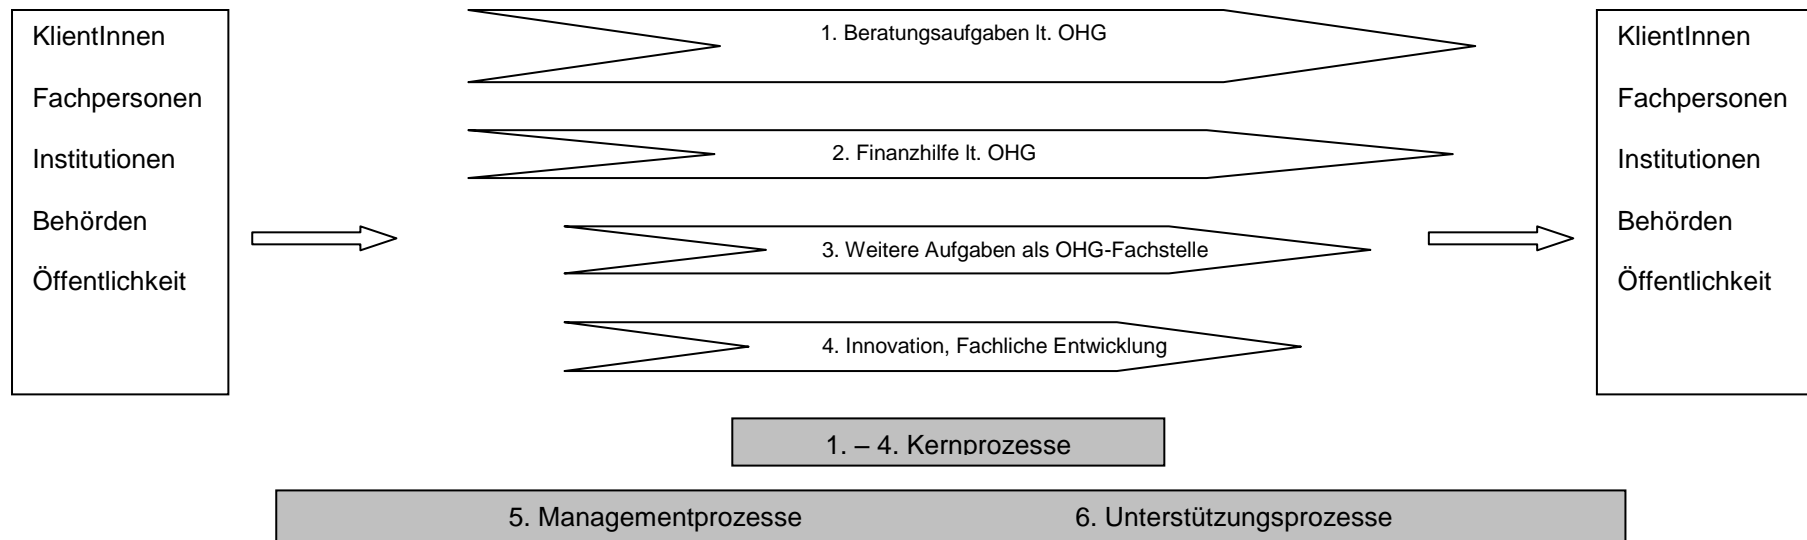 KlientInnen
Fachpersonen
Institutionen
Behörden
Öffentlichkeit
1. Beratungsaufgaben lt. OHG
2. Finanzhilfe lt. OHG
3. Weitere Aufgaben als OHG-Fachstelle
4. Innovation, Fachliche Entwicklung
KlientInnen
Fachpersonen
Institutionen
Behörden
Öffentlichkeit
1. – 4. Kernprozesse
5. Managementprozesse 6. Unterstützungsprozesse